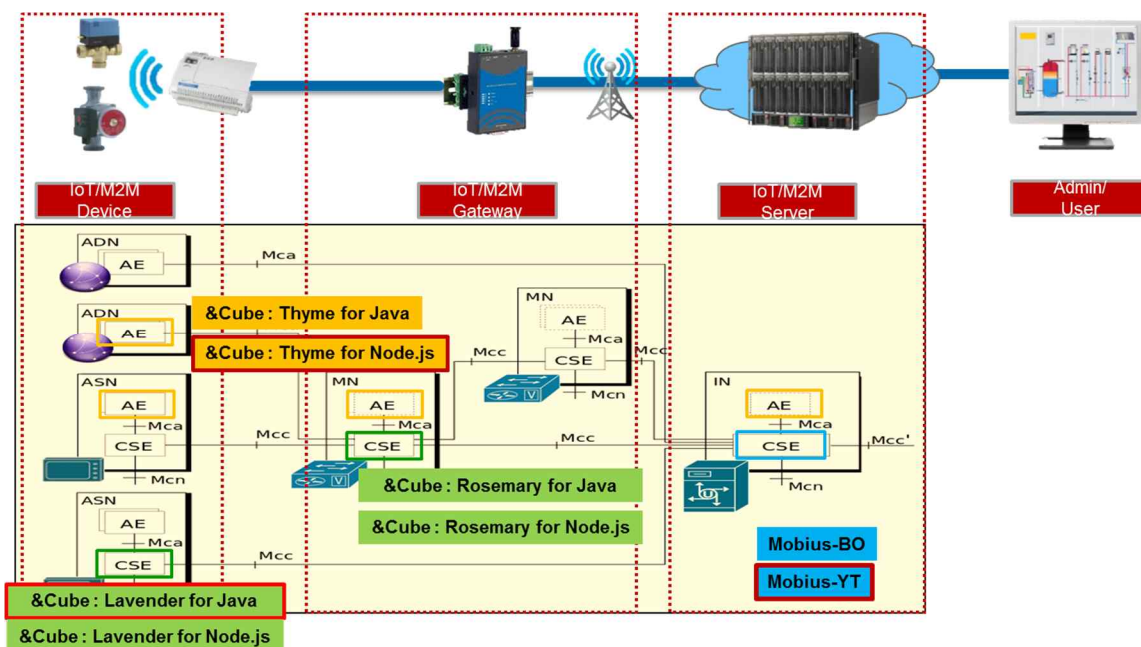 IoT/M2M
Device
IoT/M2M
Gateway
IoT/M2M
Server
Admin/
User
ADN
AE
Mca
ADN
AE
&Cube : Thyme for Java
&Cube : Thyme for Node.js
MN
AE
Mca
CSE
Mcn
Mcc
Mcc
V
ASN
AE
Mca
CSE
Mcn
Mcc
MN
AE
Mca
CSE
V
Mcc
IN
AE
Mca
CSE
Mcn
Mcc'
&Cube : Rosemary for Java
&Cube : Rosemary for Node.js
ASN
AE
Mca
CSE
Mcc
Mobius-BO
Mobius-YT
&Cube : Lavender for Java
&Cube : Lavender for Node.js